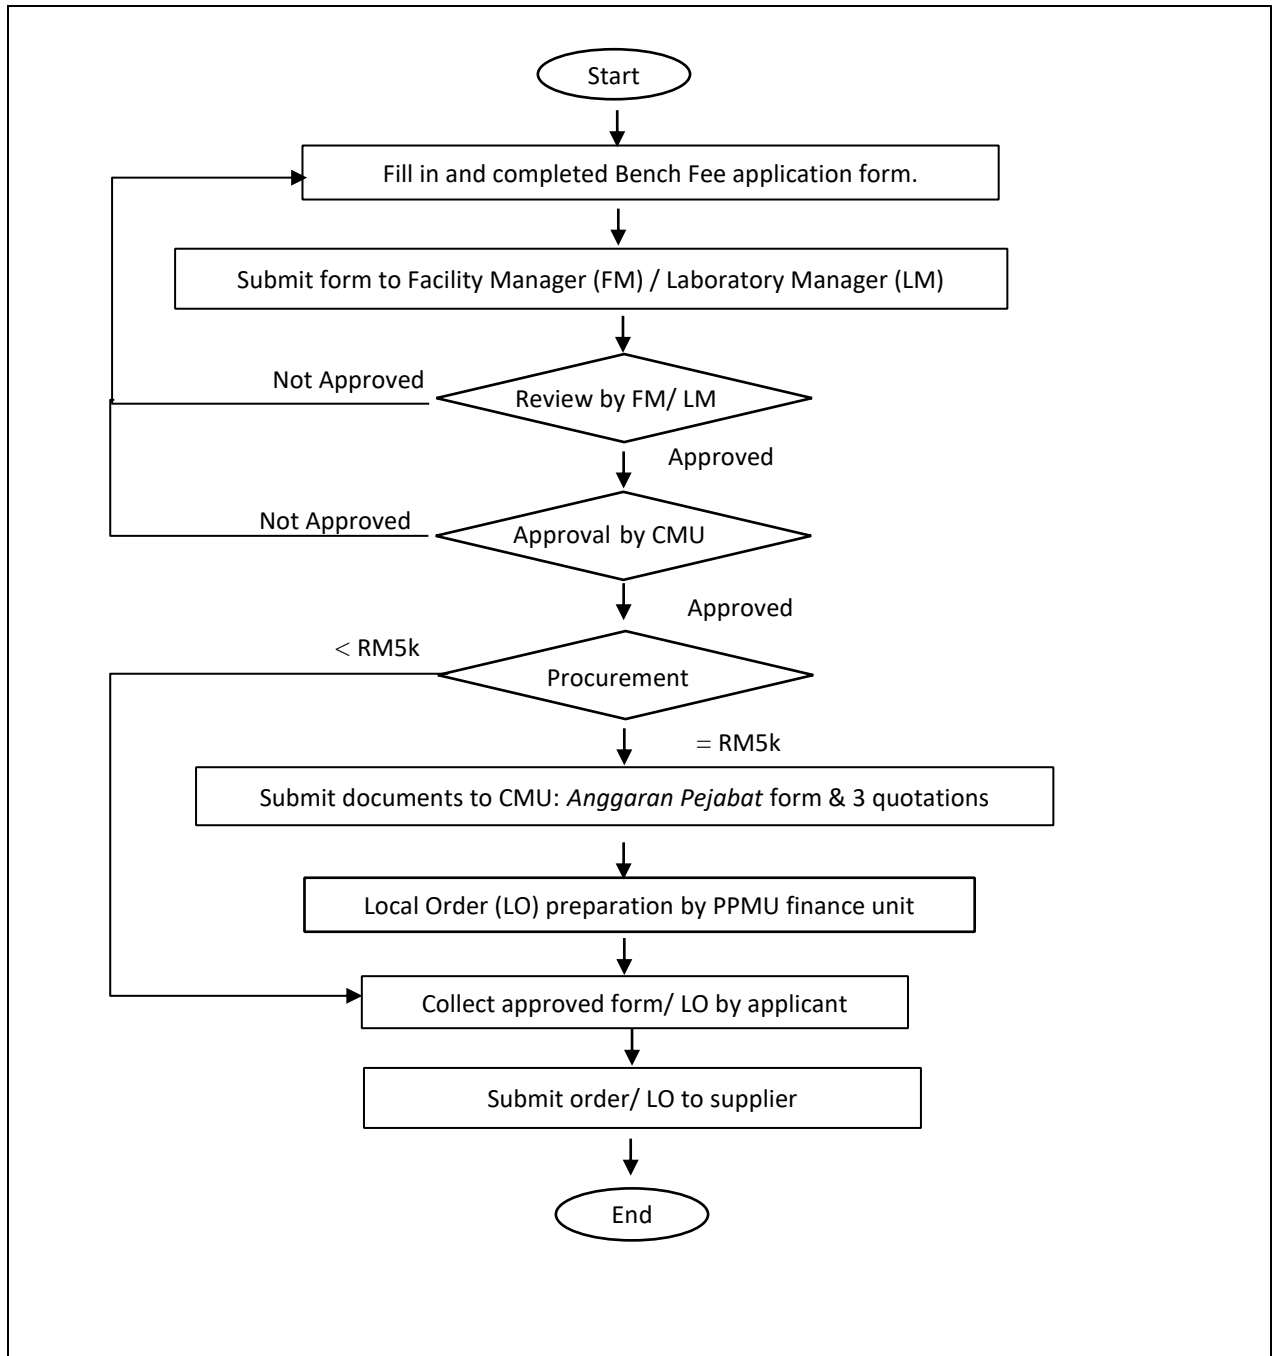 Start
Fill in and completed Bench Fee application form.
Submit form to Facility Manager (FM) / Laboratory Manager (LM)
Not Approved
Review by FM/ LM
Approved
Not Approved
Approval by CMU
Approved
< RM5k
Procurement
= RM5k
Submit documents to CMU: Anggaran Pejabat form & 3 quotations
Local Order (LO) preparation by PPMU finance unit
Collect approved form/ LO by applicant
Submit order/ LO to supplier
End